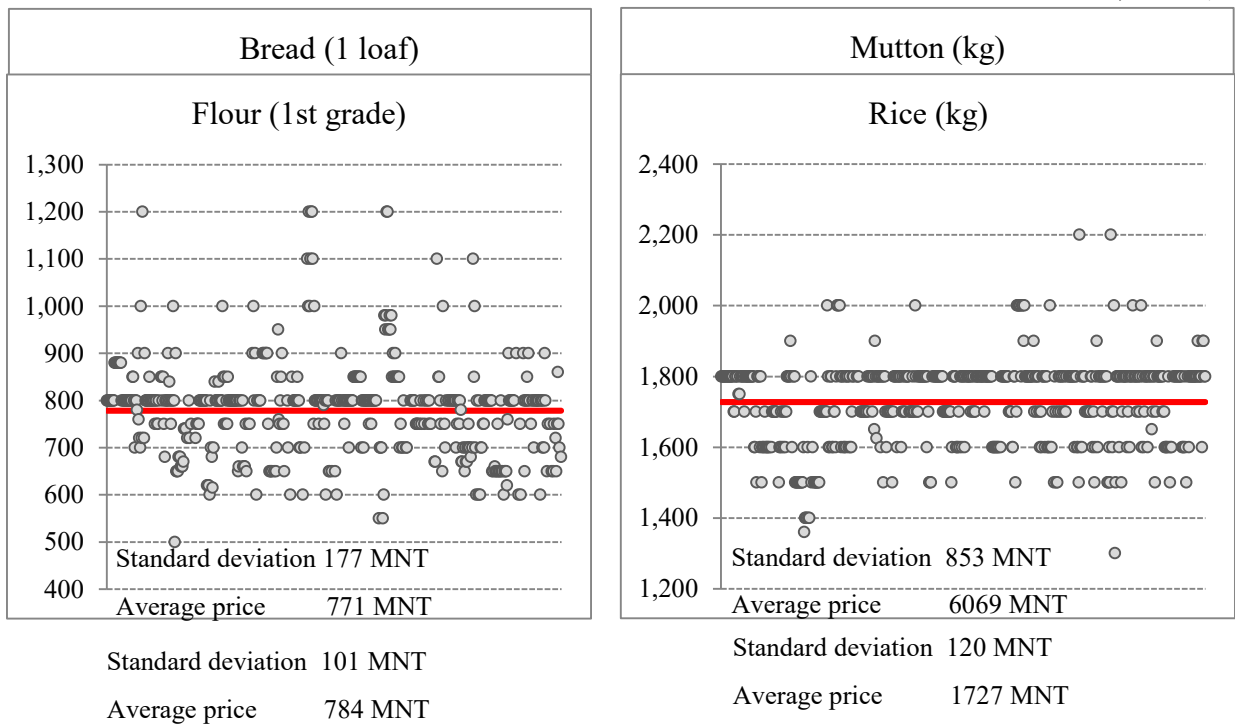 Bread (1 loaf)
Flour (1st grade)
1,300
1,200
1,100
1,000
900
800
700
600
500
400
Standard deviation 177 MNT
Average price 771 MNT
Standard deviation 101 MNT
Average price 784 MNT
Mutton (kg)
Rice (kg)
2,400
2,200
2,000
1,800
1,600
1,400
1,200
Standard deviation 853 MNT
Average price 6069 MNT
Standard deviation 120 MNT
Average price 1727 MNT